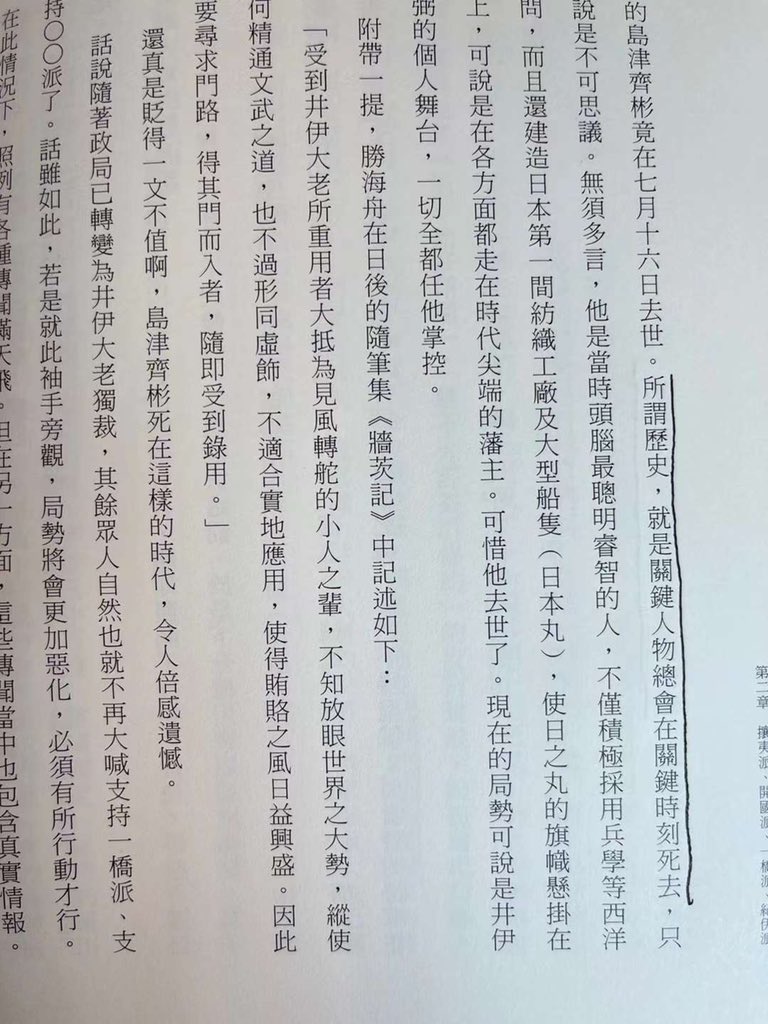 第二章　攘夷派、開國派、一橋派、紀伊派
的島津齊彬竟在七月十六日去世。所謂歷史，就是關鍵人物總會在關鍵時刻死去，只
說是不可思議。無須多言，他是當時頭腦最聰明睿智的人，不僅積極採用兵學等西洋
問，而且還建造日本第一間紡織工廠及大型船隻（日本丸），使日之丸的旗幟懸掛在
上，可說是在各方面都走在時代尖端的藩主。可惜他去世了。現在的局勢可說是井伊
弼的個人舞台，一切全都任他掌控。
附帶一提，勝海舟在日後的隨筆集《牆茨記》中記述如下：
「受到井伊大老所重用者大抵為見風轉舵的小人之輩，不知放眼世界之大勢，縱使
何精通文武之道，也不過形同虛飾，不適合實地應用，使得賄賂之風日益興盛。因此
要尋求門路，得其門而入者，隨即受到錄用。」
還真是貶得一文不值啊，島津齊彬死在這樣的時代，令人倍感遺憾。
話說隨著政局已轉變為井伊大老獨裁，其餘眾人自然也就不再大喊支持一橋派、支
持〇〇派了。話雖如此，若是就此袖手旁觀，局勢將會更加惡化，必須有所行動才行。
在此情況下，照例有各種傳聞滿天飛。但在另一方面，這些傳聞當中也包含真實情報。